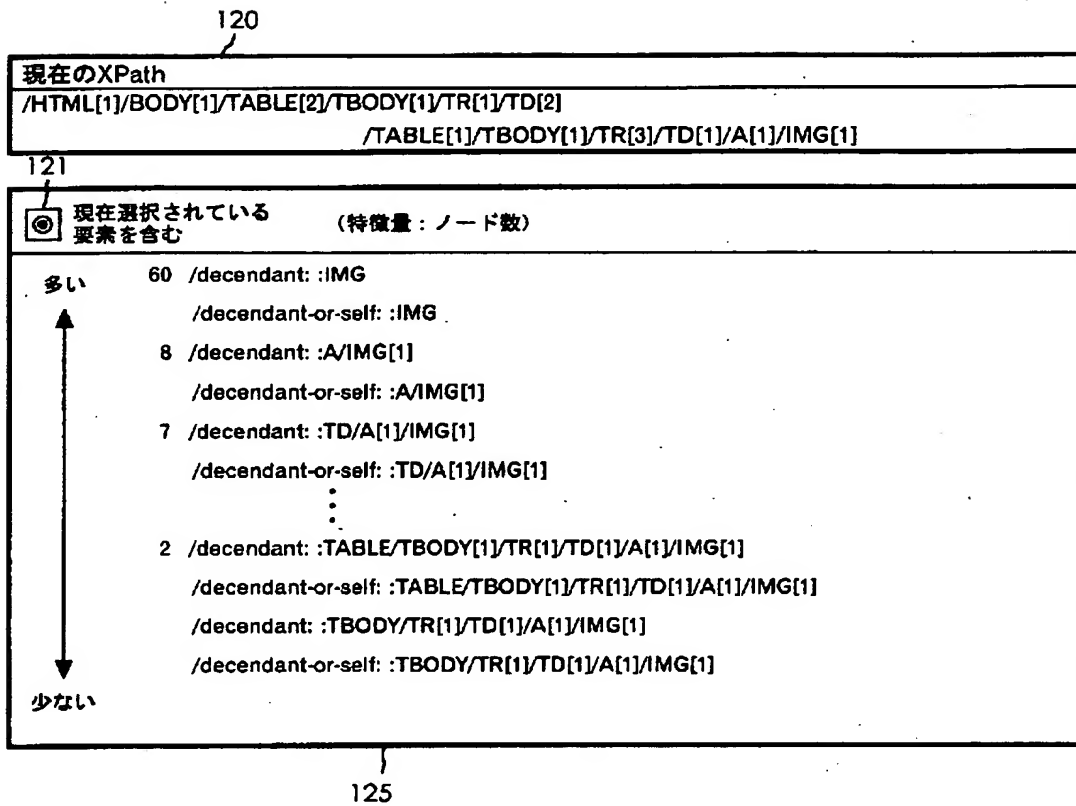 120
現在のXPath
/HTML[1]/BODY[1]/TABLE[2]/TBODY[1]/TR[1]/TD[2]
/TABLE[1]/TBODY[1]/TR[3]/TD[1]/A[1]/IMG[1]
121
現在選択されている
要素を含む
(特徴量：ノード数)
多い
60 /decendant: :IMG
/decendant-or-self: :IMG
8 /decendant: :A/IMG[1]
/decendant-or-self: :A/IMG[1]
7 /decendant: :TD/A[1]/IMG[1]
/decendant-or-self: :TD/A[1]/IMG[1]
2 /decendant: :TABLE/TBODY[1]/TR[1]/TD[1]/A[1]/IMG[1]
/decendant-or-self: :TABLE/TBODY[1]/TR[1]/TD[1]/A[1]/IMG[1]
/decendant: :TBODY/TR[1]/TD[1]/A[1]/IMG[1]
/decendant-or-self: :TBODY/TR[1]/TD[1]/A[1]/IMG[1]
少ない
125